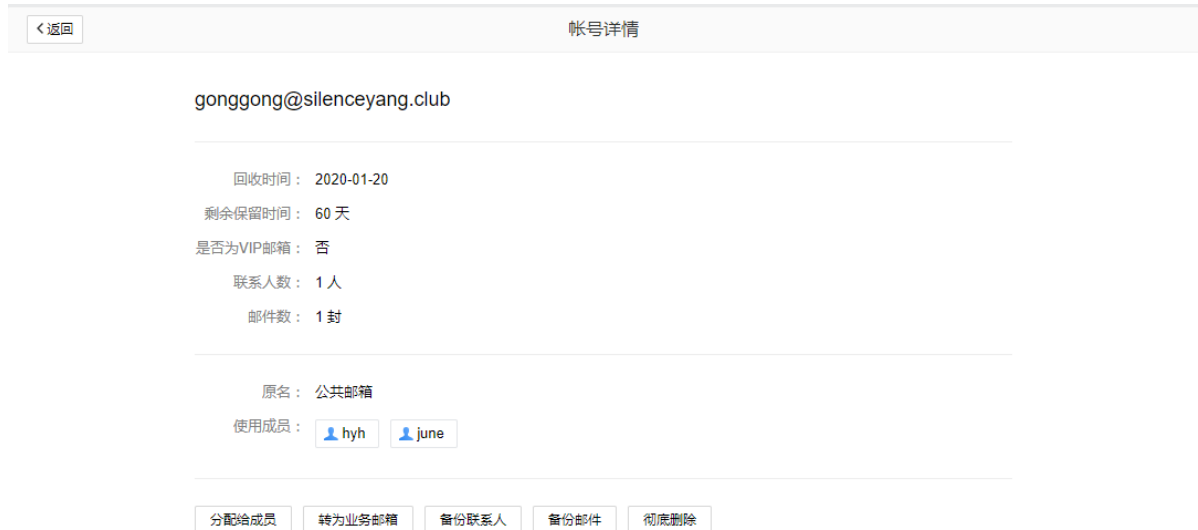 返回 帐号详情
gonggong@silenceyang.club
回收时间： 2020-01-20
剩余保留时间： 60 天
是否为VIP邮箱： 否
联系人数： 1 人
邮件数： 1 封
原名： 公共邮箱
使用成员： hyh june
分配给成员 转为业务邮箱 备份联系人 备份邮件 彻底删除